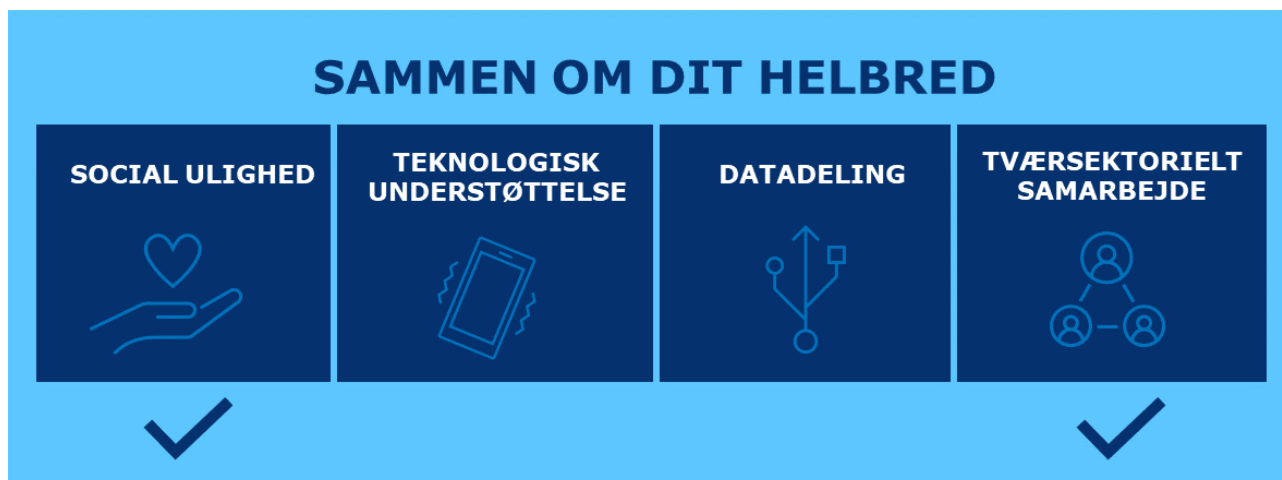 SAMMEN OM DIT HELBRED
SOCIAL ULIGHED
TEKNOLOGISK
UNDERSTØTTELSE
DATADELING
TVÆRSEKTORIELT
SAMARBEJDE